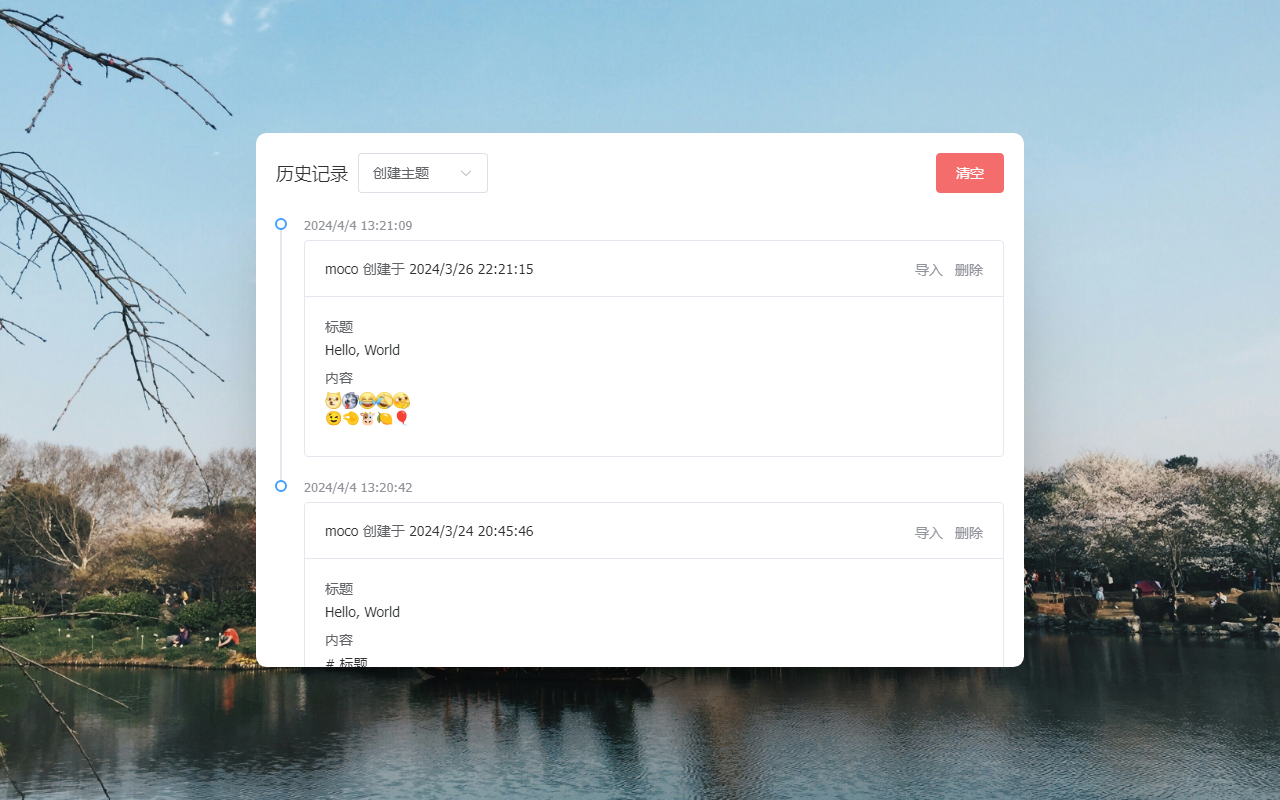 历史记录
创建主题
清空
2024/4/4 13:21:09
moco 创建于 2024/3/26 22:21:15
导入 删除
标题
Hello, World
内容
2024/4/4 13:20:42
moco 创建于 2024/3/24 20:45:46
导入 删除
标题
Hello, World
内容
# 标题